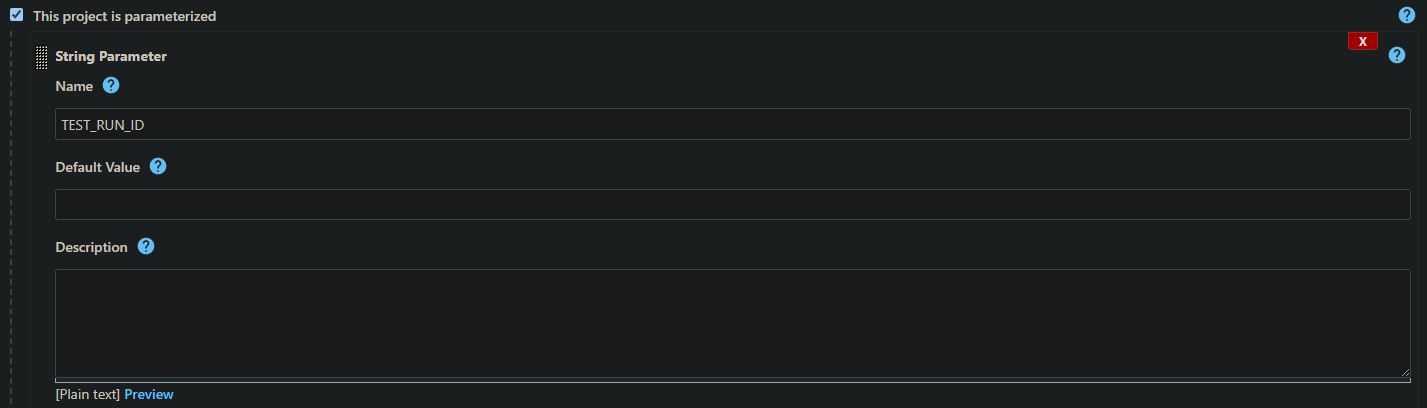 This project is parameterized
?
X
String Parameter
?
Name ?
TEST_RUN_ID
Default Value ?
Description ?
[Plain text] Preview